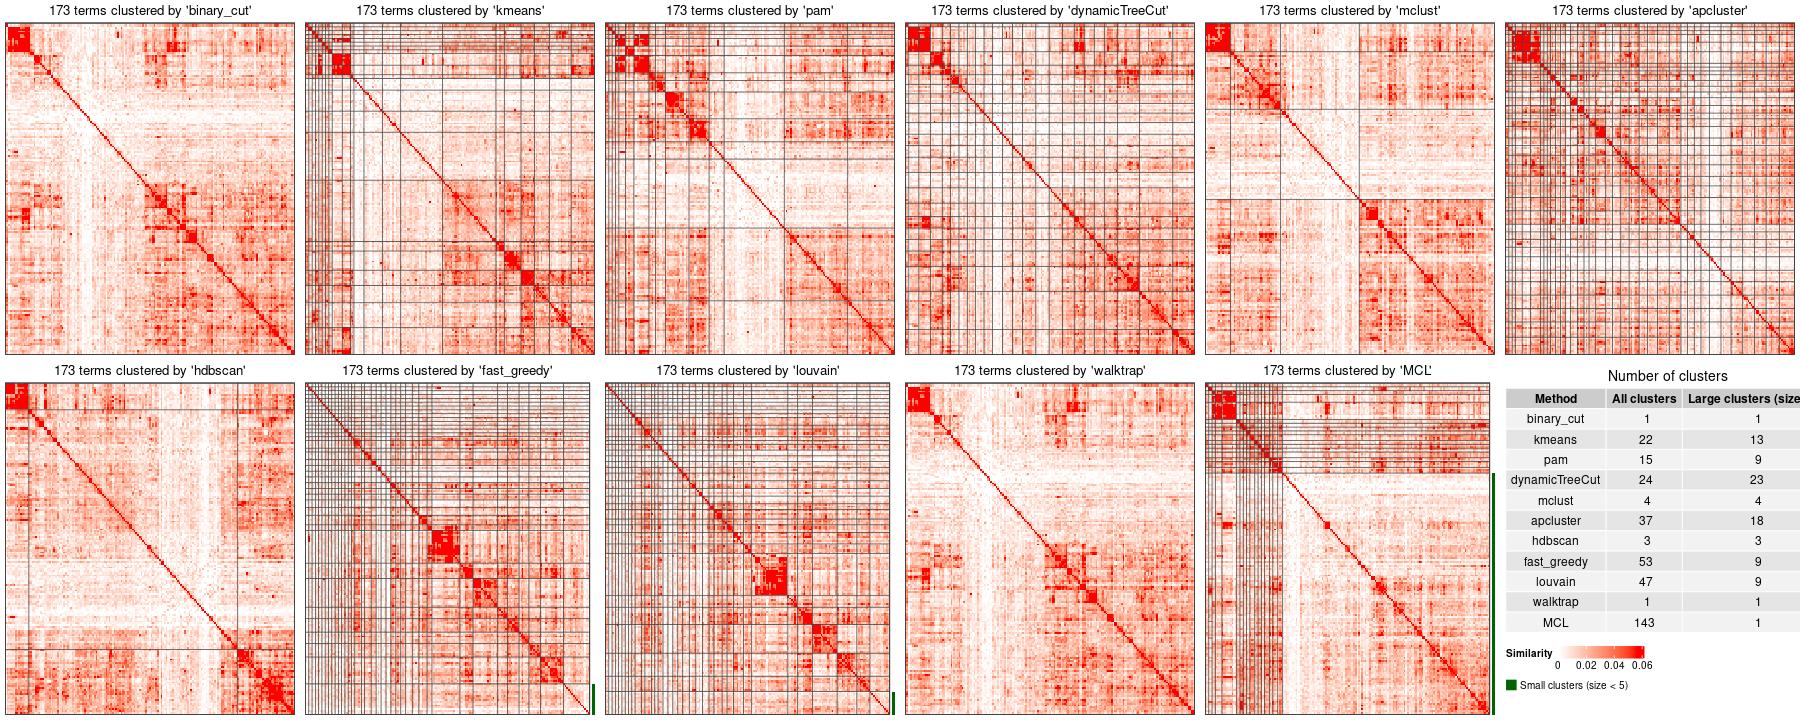 173 terms clustered by 'binary_cut'
173 terms clustered by 'kmeans'
173 terms clustered by 'pam'
173 terms clustered by 'dynamicTreeCut'
173 terms clustered by 'mclust'
173 terms clustered by 'apcluster'
173 terms clustered by 'hdbscan'
173 terms clustered by 'fast_greedy'
173 terms clustered by 'louvain'
173 terms clustered by 'walktrap'
173 terms clustered by 'MCL'
Number of clusters
Method All clusters Large clusters (size
binary_cut 1 1
kmeans 22 13
pam 15 9
dynamicTreeCut 24 23
mclust 4 4
apcluster 37 18
hdbscan 3 3
fast_greedy 53 9
louvain 47 9
walktrap 1 1
MCL 143 1
Similarity
0 0.02 0.04 0.06
Small clusters (size < 5)